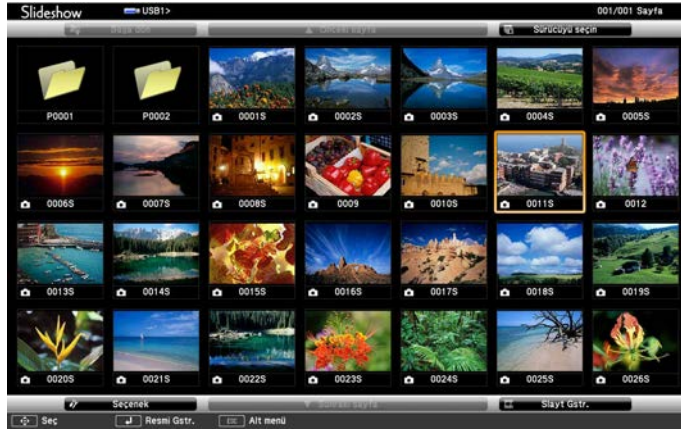 Slideshow USB1> 001/001 Sayfa
Başa dön Önceki sayfa Sürücüyü seçin
P0001 P0002 0001S 0002S 0003S 0004S 0005S
0006S 0007S 0008S 0009 0010S 0011S 0012
0013S 0014S 0015S 0016S 0017S 0018S 0019S
0020S 0021S 0022S 0023S 0024S 0025S 0026S
Seçenek Sonraki sayfa Slayt Gstr.
Seç Resmi Gstr. ESC Alt menü